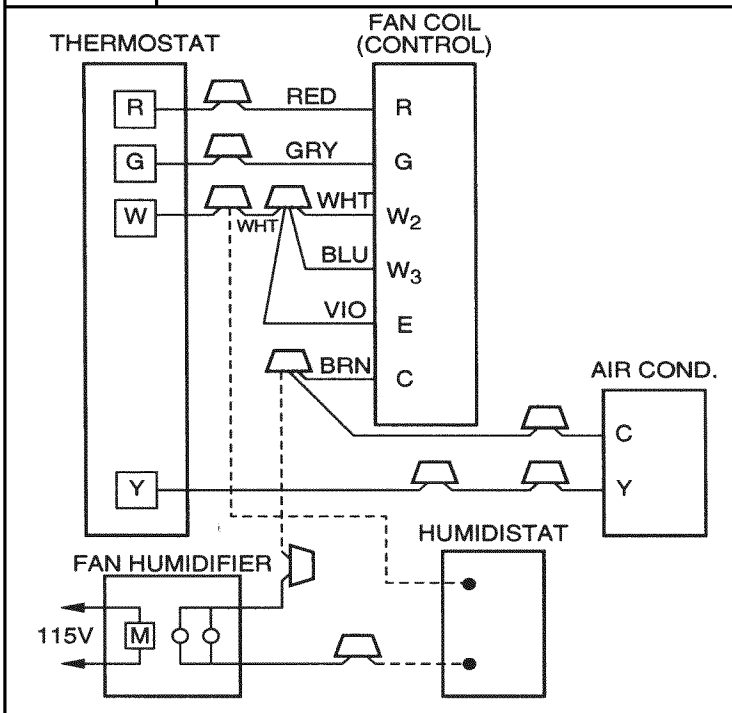 FAN COIL
(CONTROL)
THERMOSTAT
R
RED
R
G
GRY
G
W
WHT
WHT
W2
BLU
W3
VIO
E
BRN
C
AIR COND.
C
Y
Y
HUMIDISTAT
FAN HUMIDIFIER
115V
M